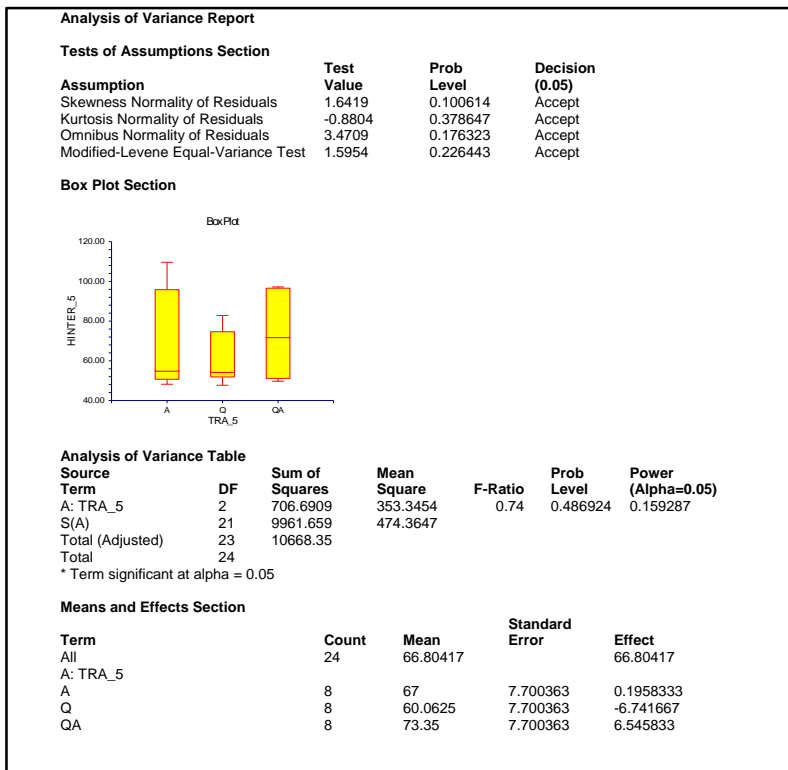 Analysis of Variance Report
Tests of Assumptions Section
Test Prob Decision
Assumption Value Level (0.05)
Skewness Normality of Residuals 1.6419 0.100614 Accept
Kurtosis Normality of Residuals -0.8804 0.378647 Accept
Omnibus Normality of Residuals 3.4709 0.176323 Accept
Modified-Levene Equal-Variance Test 1.5954 0.226443 Accept
Box Plot Section
Box Plot
120.00
100.00
80.00
60.00
40.00
HINTER_5
A Q QA
TRA_5
Analysis of Variance Table
Source Sum of Mean Prob Power
Term DF Squares Square F-Ratio Level (Alpha=0.05)
A: TRA_5 2 706.6909 353.3454 0.74 0.486924 0.159287
S(A) 21 9961.659 474.3647
Total (Adjusted) 23 10668.35
Total 24
* Term significant at alpha = 0.05
Means and Effects Section
Standard
Term Count Mean Error Effect
All 24 66.80417 66.80417
A: TRA_5
A 8 67 7.700363 0.1958333
Q 8 60.0625 7.700363 -6.741667
QA 8 73.35 7.700363 6.545833